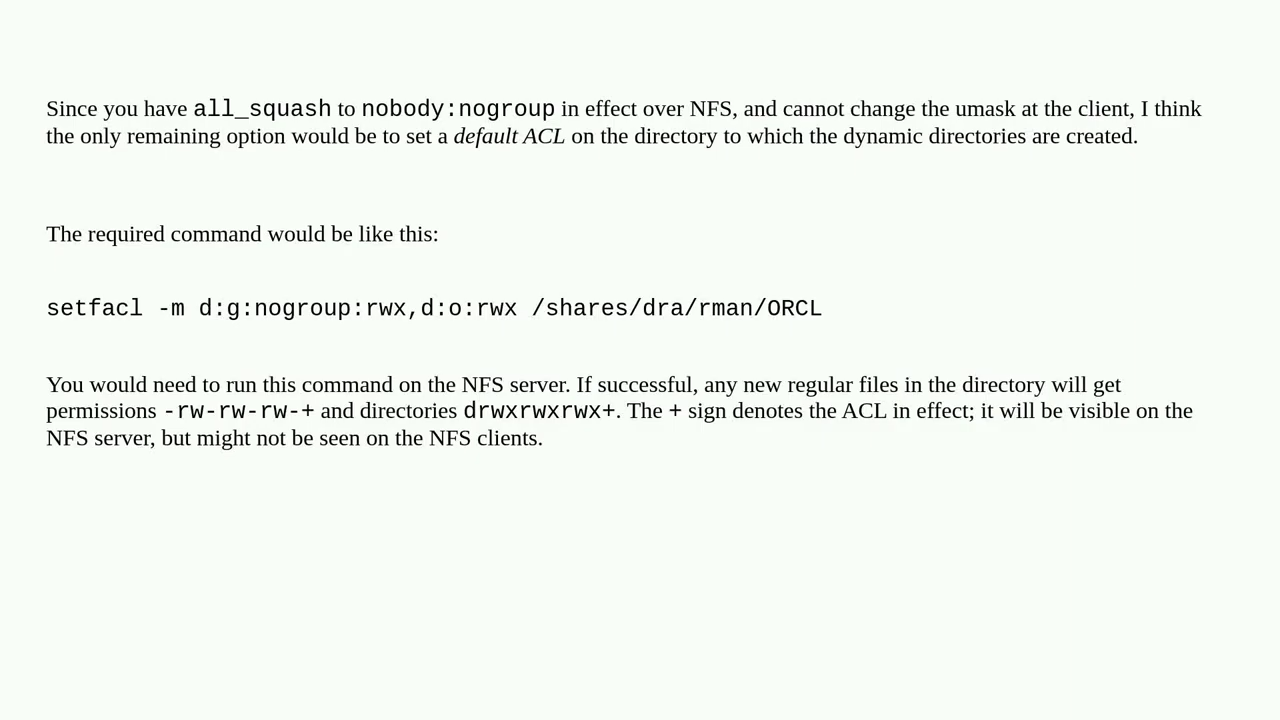 Since you have all_squash to nobody:nogroup in effect over NFS, and cannot change the umask at the client, I think
the only remaining option would be to set a default ACL on the directory to which the dynamic directories are created.
The required command would be like this:
setfacl -m d:g:nogroup:rwx,d:o:rwx /shares/dra/rman/ORCL
You would need to run this command on the NFS server. If successful, any new regular files in the directory will get
permissions -rw-rw-rw-+ and directories drwxrwxrwx+. The + sign denotes the ACL in effect; it will be visible on the
NFS server, but might not be seen on the NFS clients.